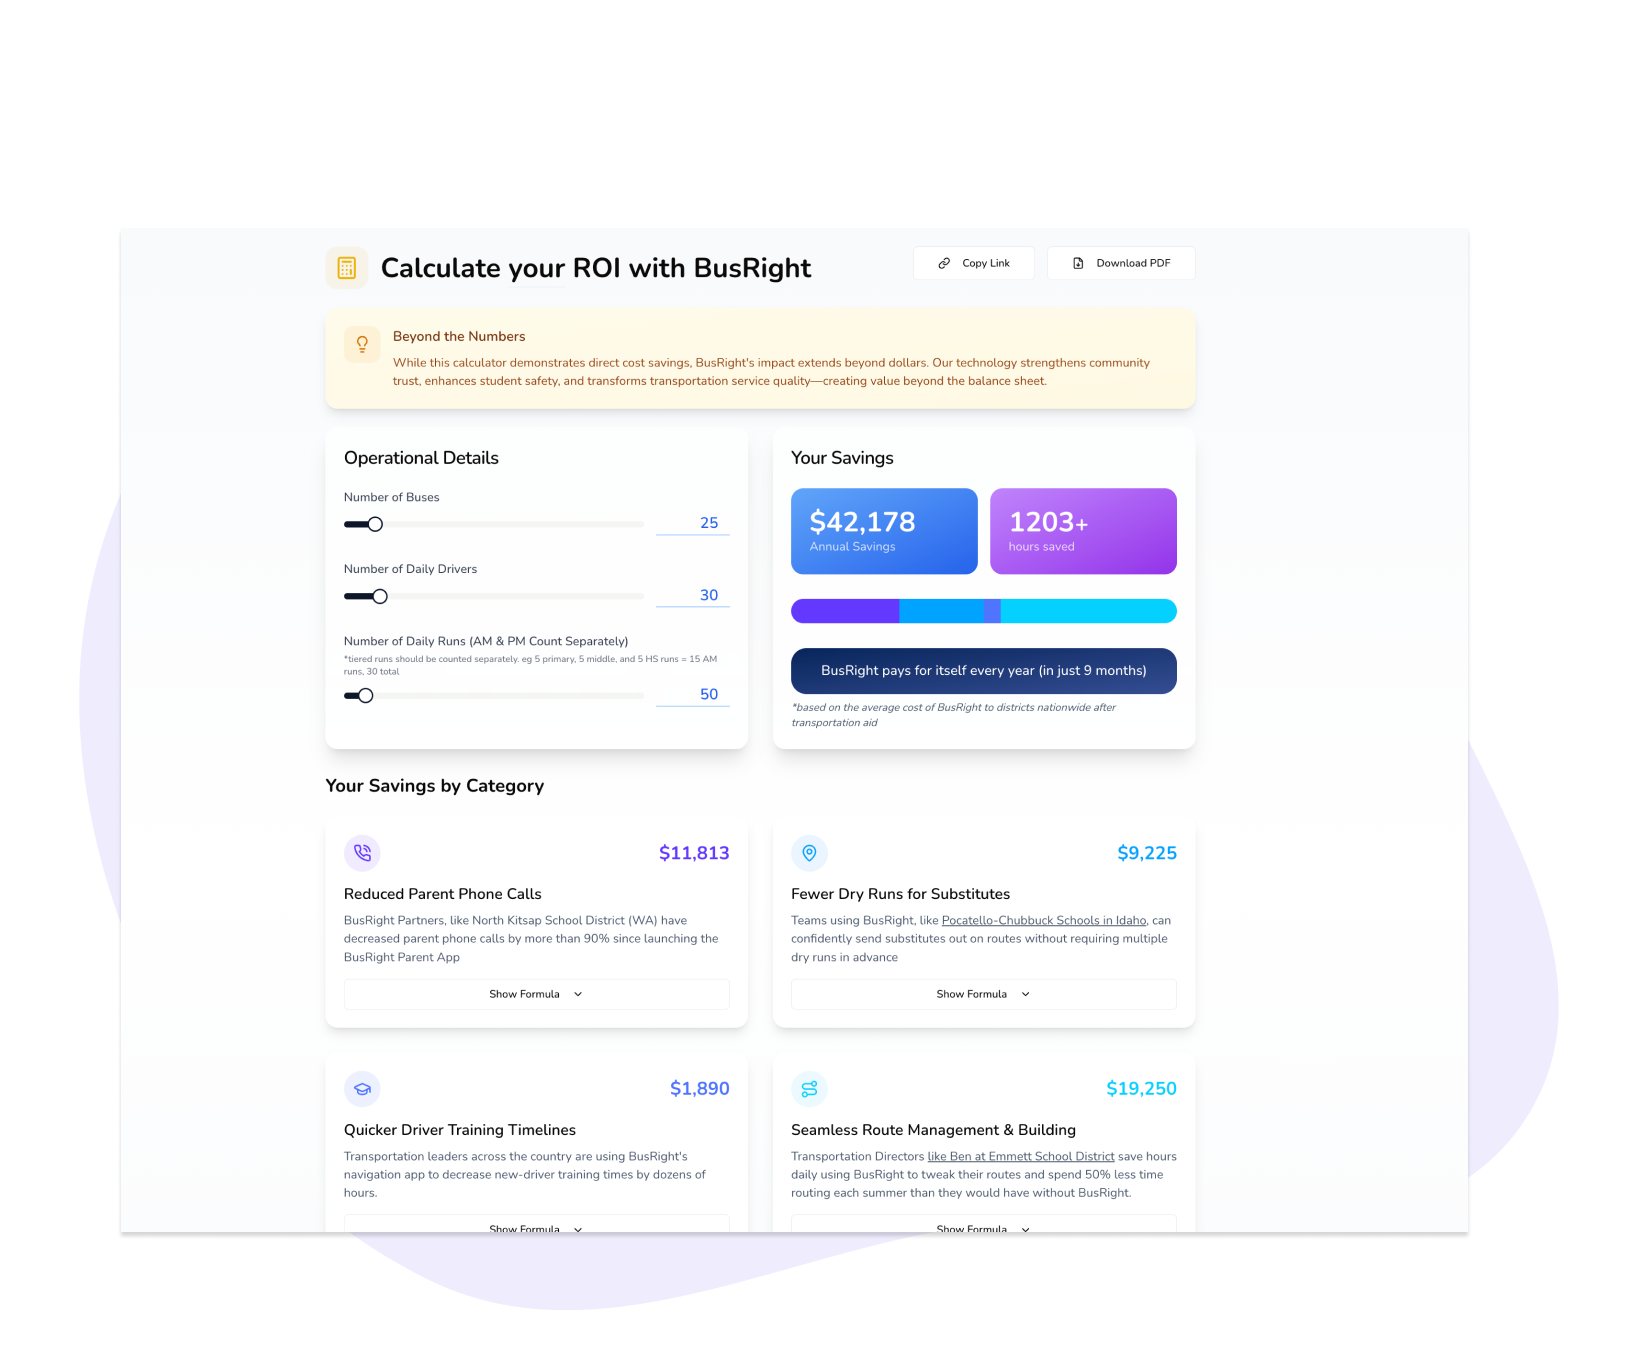 Calculate your ROI with BusRight
Copy Link
Download PDF
Beyond the Numbers
While this calculator demonstrates direct cost savings, BusRight's impact extends beyond dollars. Our technology strengthens community
trust, enhances student safety, and transforms transportation service quality—creating value beyond the balance sheet.
Operational Details
Number of Buses
25
Number of Daily Drivers
30
Number of Daily Runs (AM & PM Count Separately)
*tiered runs should be counted separately. eg 5 primary, 5 middle, and 5 HS runs = 15 AM
runs, 30 total
50
Your Savings
$42,178
Annual Savings
1203+
hours saved
BusRight pays for itself every year (in just 9 months)
*based on the average cost of BusRight to districts nationwide after
transportation aid
Your Savings by Category
$11,813
Reduced Parent Phone Calls
BusRight Partners, like North Kitsap School District (WA) have
decreased parent phone calls by more than 90% since launching the
BusRight Parent App
Show Formula
$9,225
Fewer Dry Runs for Substitutes
Teams using BusRight, like Pocatello-Chubbuck Schools in Idaho, can
confidently send substitutes out on routes without requiring multiple
dry runs in advance
Show Formula
$1,890
Quicker Driver Training Timelines
Transportation leaders across the country are using BusRight's
navigation app to decrease new-driver training times by dozens of
hours.
Show Formula
$19,250
Seamless Route Management & Building
Transportation Directors like Ben at Emmett School District save hours
daily using BusRight to tweak their routes and spend 50% less time
routing each summer than they would have without BusRight.
Show Formula